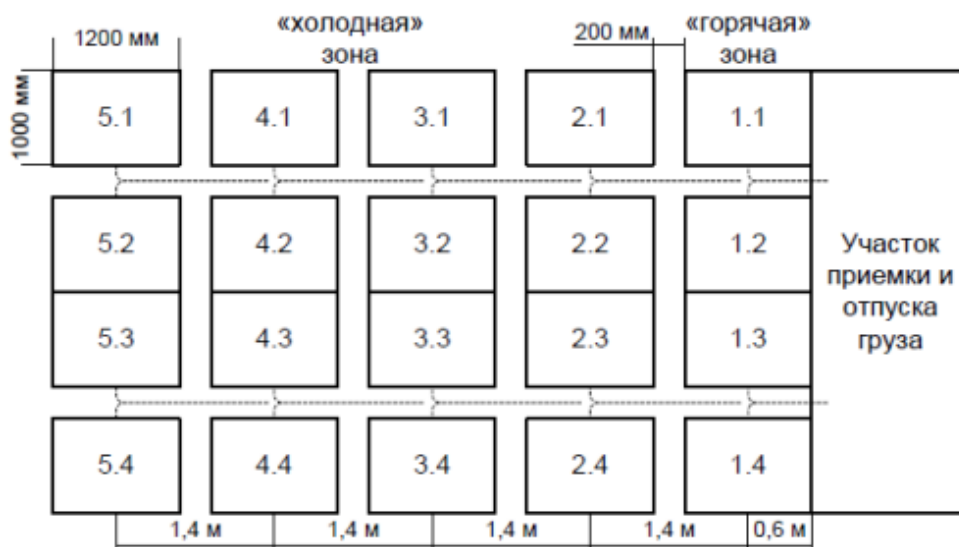 «холодная»
зона
«горячая»
зона
1200 мм
200 мм
1000 мм
5.1 4.1 3.1 2.1 1.1
5.2 4.2 3.2 2.2 1.2
5.3 4.3 3.3 2.3 1.3
5.4 4.4 3.4 2.4 1.4
Участок
приемки и
отпуска
груза
1,4 м 1,4 м 1,4 м 1,4 м 0,6 м